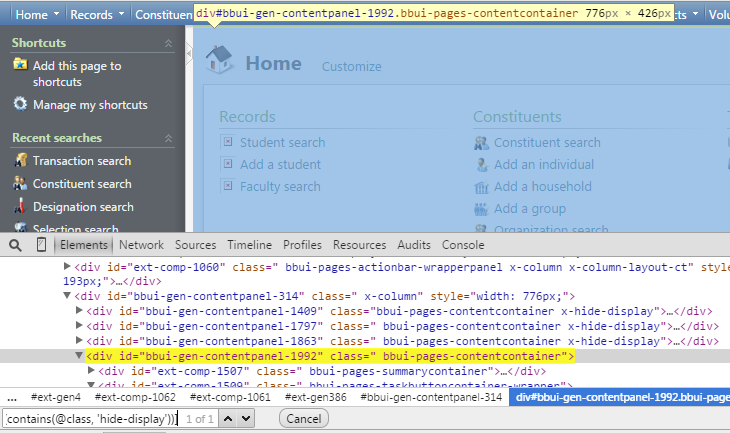 Home Records Constituen div#bbui-gen-contentpanel-1992.bbui-pages-contentcontainer 776px × 426px cts Volu
Shortcuts
Add this page to
shortcuts
Manage my shortcuts
Recent searches
Transaction search
Constituent search
Designation search
Selection search
Home Customize
Records
Student search
Add a student
Faculty search
Constituents
Constituent search
Add an individual
Add a household
Add a group
Organization search
Elements Network Sources Timeline Profiles Resources Audits Console
<div id="ext-comp-1060" class=" bbui-pages-actionbar-wrapperpanel x-column x-column-layout-ct" style=
193px;">…</div>
<div id="bbui-gen-contentpanel-314" class=" x-column" style="width: 776px;">
<div id="bbui-gen-contentpanel-1409" class="bbui-pages-contentcontainer x-hide-display">…</div>
<div id="bbui-gen-contentpanel-1797" class=" bbui-pages-contentcontainer x-hide-display">…</div>
<div id="bbui-gen-contentpanel-1863" class=" bbui-pages-contentcontainer x-hide-display">…</div>
<div id="bbui-gen-contentpanel-1992" class=" bbui-pages-contentcontainer">
<div id="ext-comp-1507" class=" bbui-pages-summarycontainer">…</div>
<div id="ext-comp-1509" class=" bbui-pages-taskbuttoncontainer-wrapper">
... #ext-gen4 #ext-comp-1062 #ext-comp-1061 #ext-gen386 #bbui-gen-contentpanel-314 div#bbui-gen-contentpanel-1992.bbui-page
contains(@class, 'hide-display'))] 1 of 1 Cancel